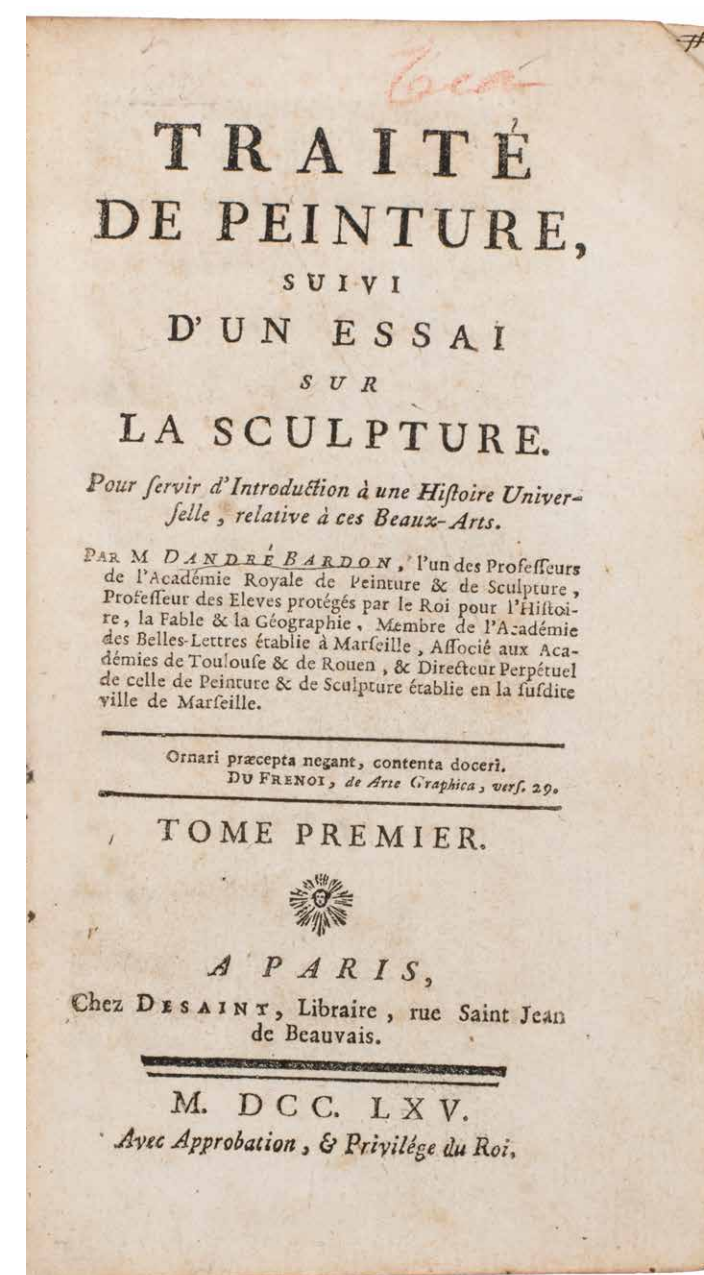 TRAITÉ
DE PEINTURE,
SUIVI
D'UN ESSAI
SUR
LA SCULPTURE.
Pour ſervir d'Introduction à une Hiſtoire Univer-
ſelle, relative à ces Beaux-Arts.
PAR M DANDRÉ BARDON, l'un des Profeſſeurs
de l'Académie Royale de Peinture & de Sculpture,
Profeſſeur des Eleves protégés par le Roi pour l'Hiſtoi-
re, la Fable & la Géographie, Membre de l'Académie
des Belles-Lettres établie à Marſeille, Aſſocié aux Aca-
démies de Toulouſe & de Rouen, & Directeur Perpétuel
de celle de Peinture & de Sculpture établie en la ſuſdite
ville de Marſeille.
Ornari præcepta negant, contenta doceri.
DU FRENOI, de Arte Graphica, verſ. 29.
TOME PREMIER.
A PARIS,
Chez DESAINT, Libraire, rue Saint Jean
de Beauvais.
M. DCC. LXV.
Avec Approbation, & Privilége du Roi.